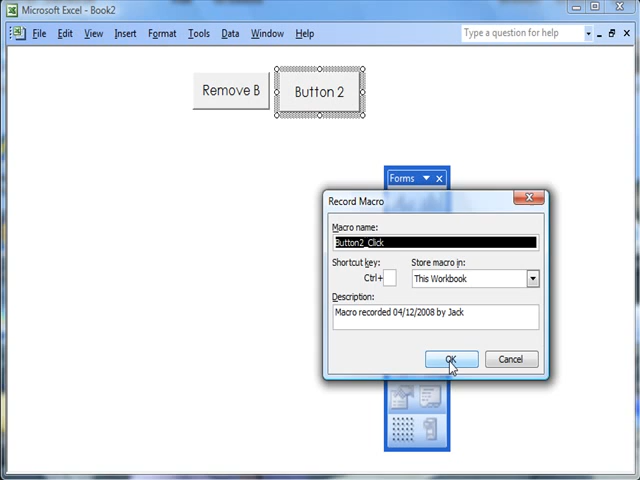 Microsoft Excel - Book2
File Edit View Insert Format Tools Data Window Help Type a question for help
Remove B
Button 2
Forms
Record Macro
Macro name:
Button2_Click
Shortcut key: Store macro in:
Ctrl+ This Workbook
Description:
Macro recorded 04/12/2008 by Jack
OK Cancel